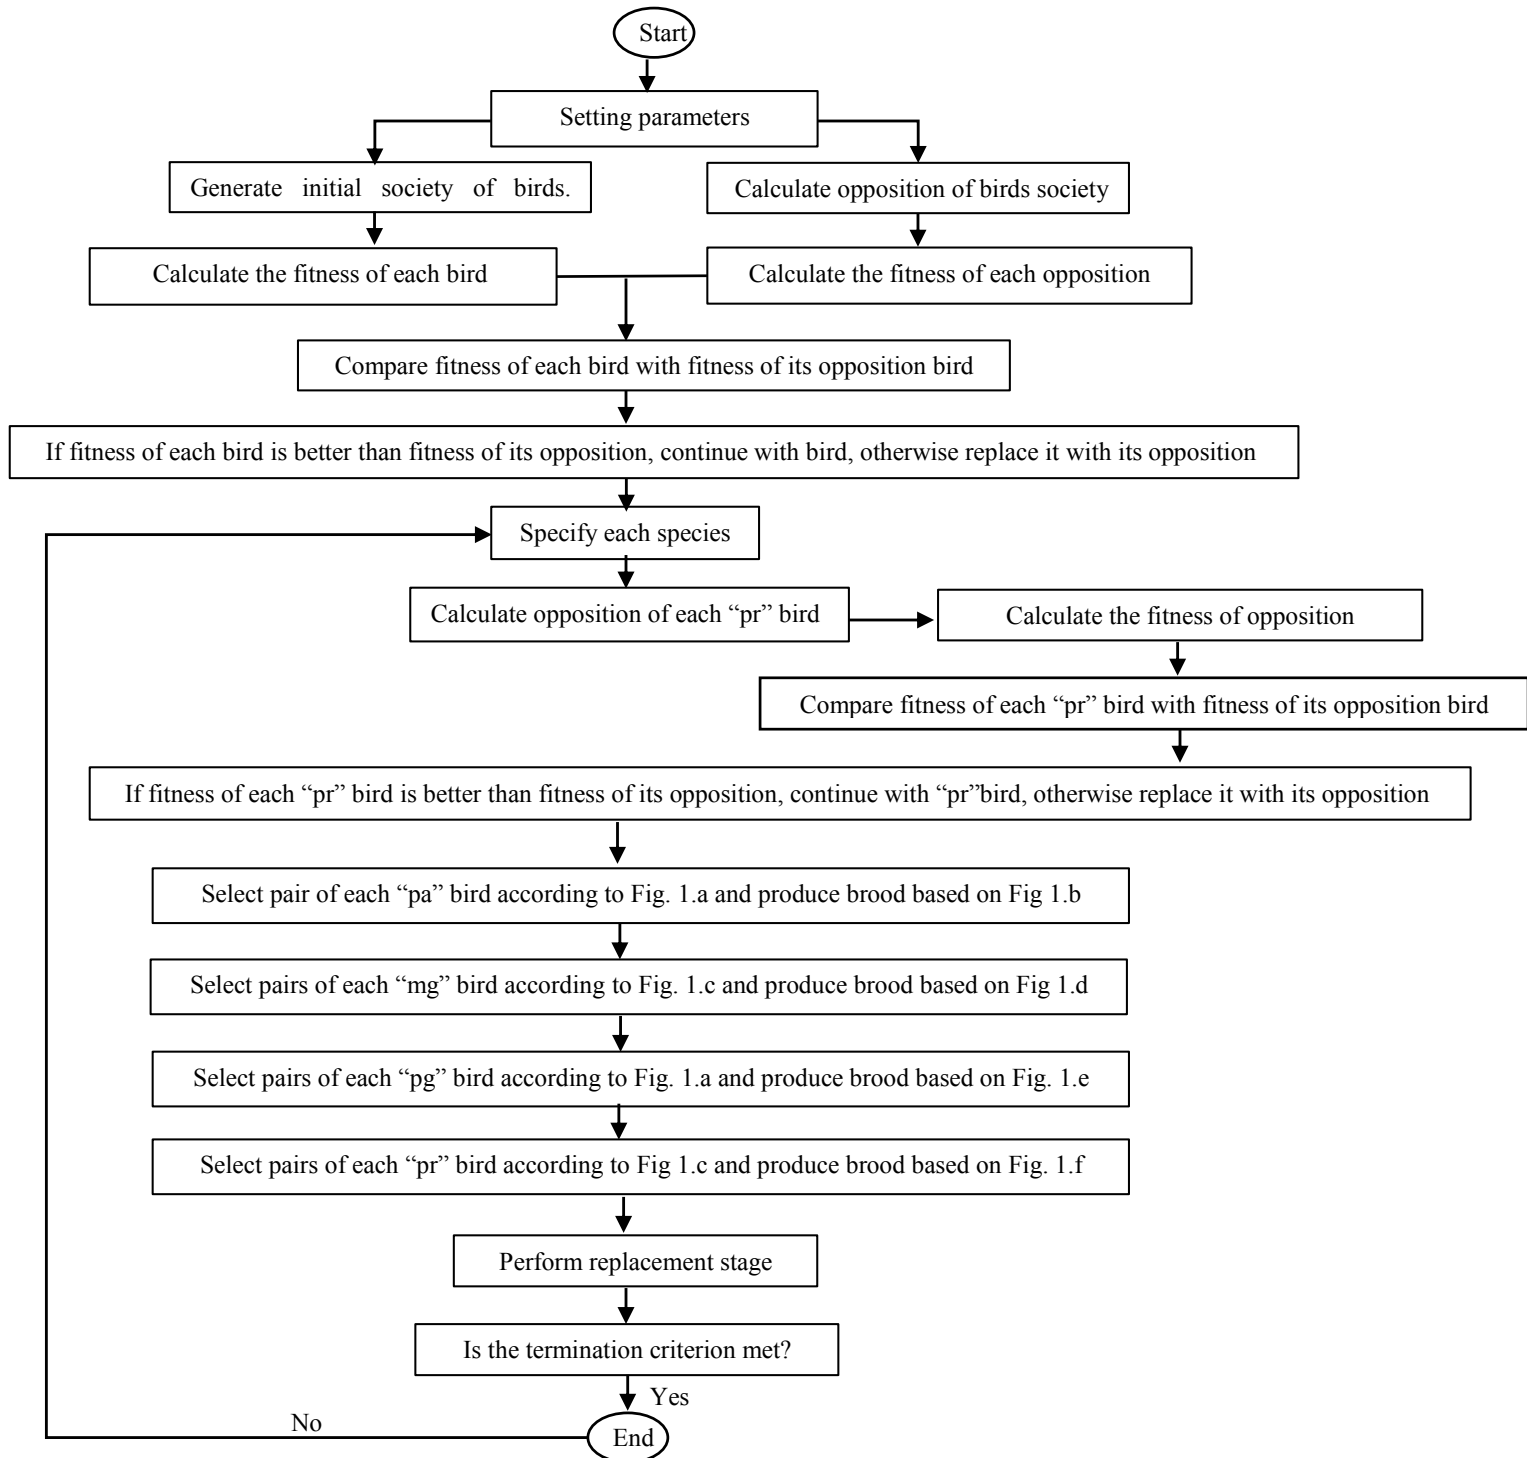 Start
Setting parameters
Generate initial society of birds.
Calculate opposition of birds society
Calculate the fitness of each bird
Calculate the fitness of each opposition
Compare fitness of each bird with fitness of its opposition bird
If fitness of each bird is better than fitness of its opposition, continue with bird, otherwise replace it with its opposition
Specify each species
Calculate opposition of each “pr” bird
Calculate the fitness of opposition
Compare fitness of each “pr” bird with fitness of its opposition bird
If fitness of each “pr” bird is better than fitness of its opposition, continue with “pr”bird, otherwise replace it with its opposition
Select pair of each “pa” bird according to Fig. 1.a and produce brood based on Fig 1.b
Select pairs of each “mg” bird according to Fig. 1.c and produce brood based on Fig 1.d
Select pairs of each “pg” bird according to Fig. 1.a and produce brood based on Fig. 1.e
Select pairs of each “pr” bird according to Fig 1.c and produce brood based on Fig. 1.f
Perform replacement stage
Is the termination criterion met?
Yes
No
End